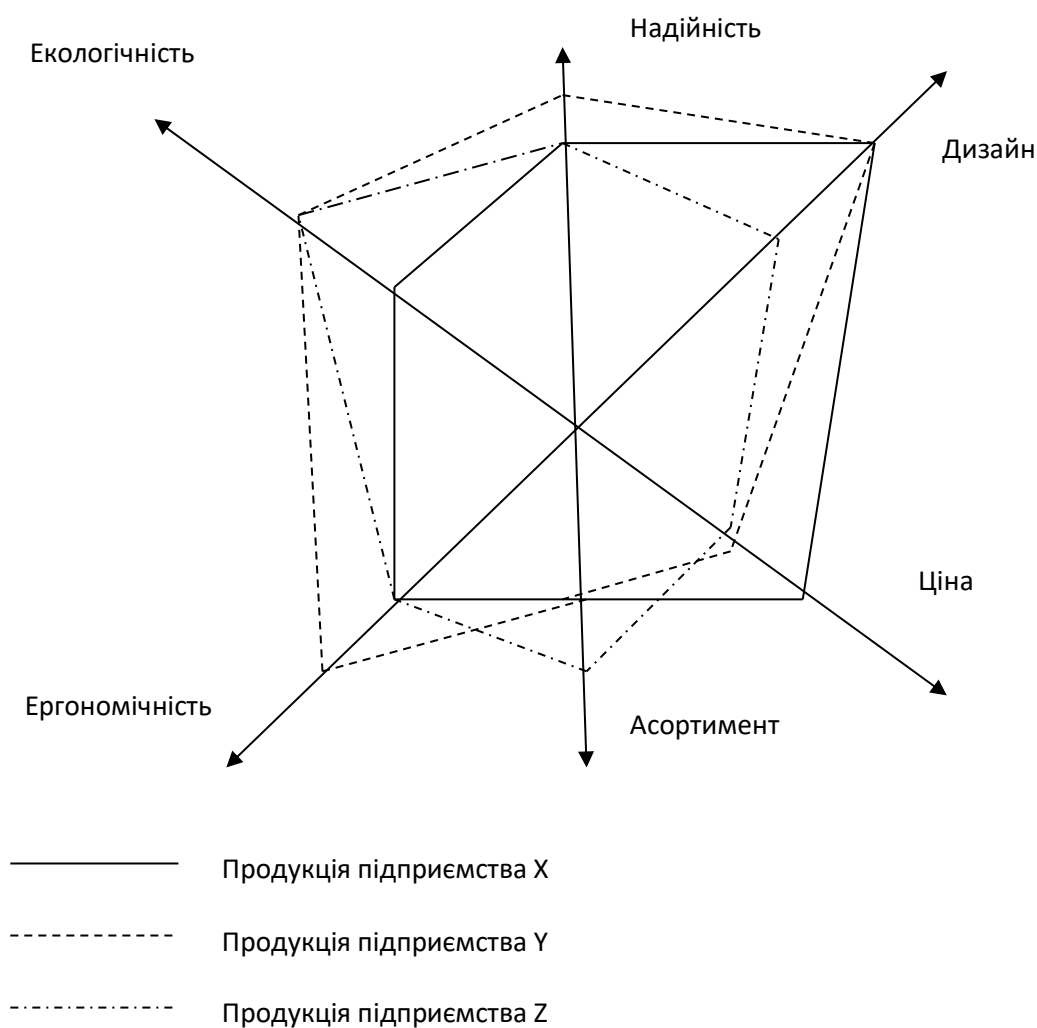 Надійність
Екологічність
Дизайн
Ціна
Ергономічність
Асортимент
Продукція підприємства X
Продукція підприємства Y
Продукція підприємства Z